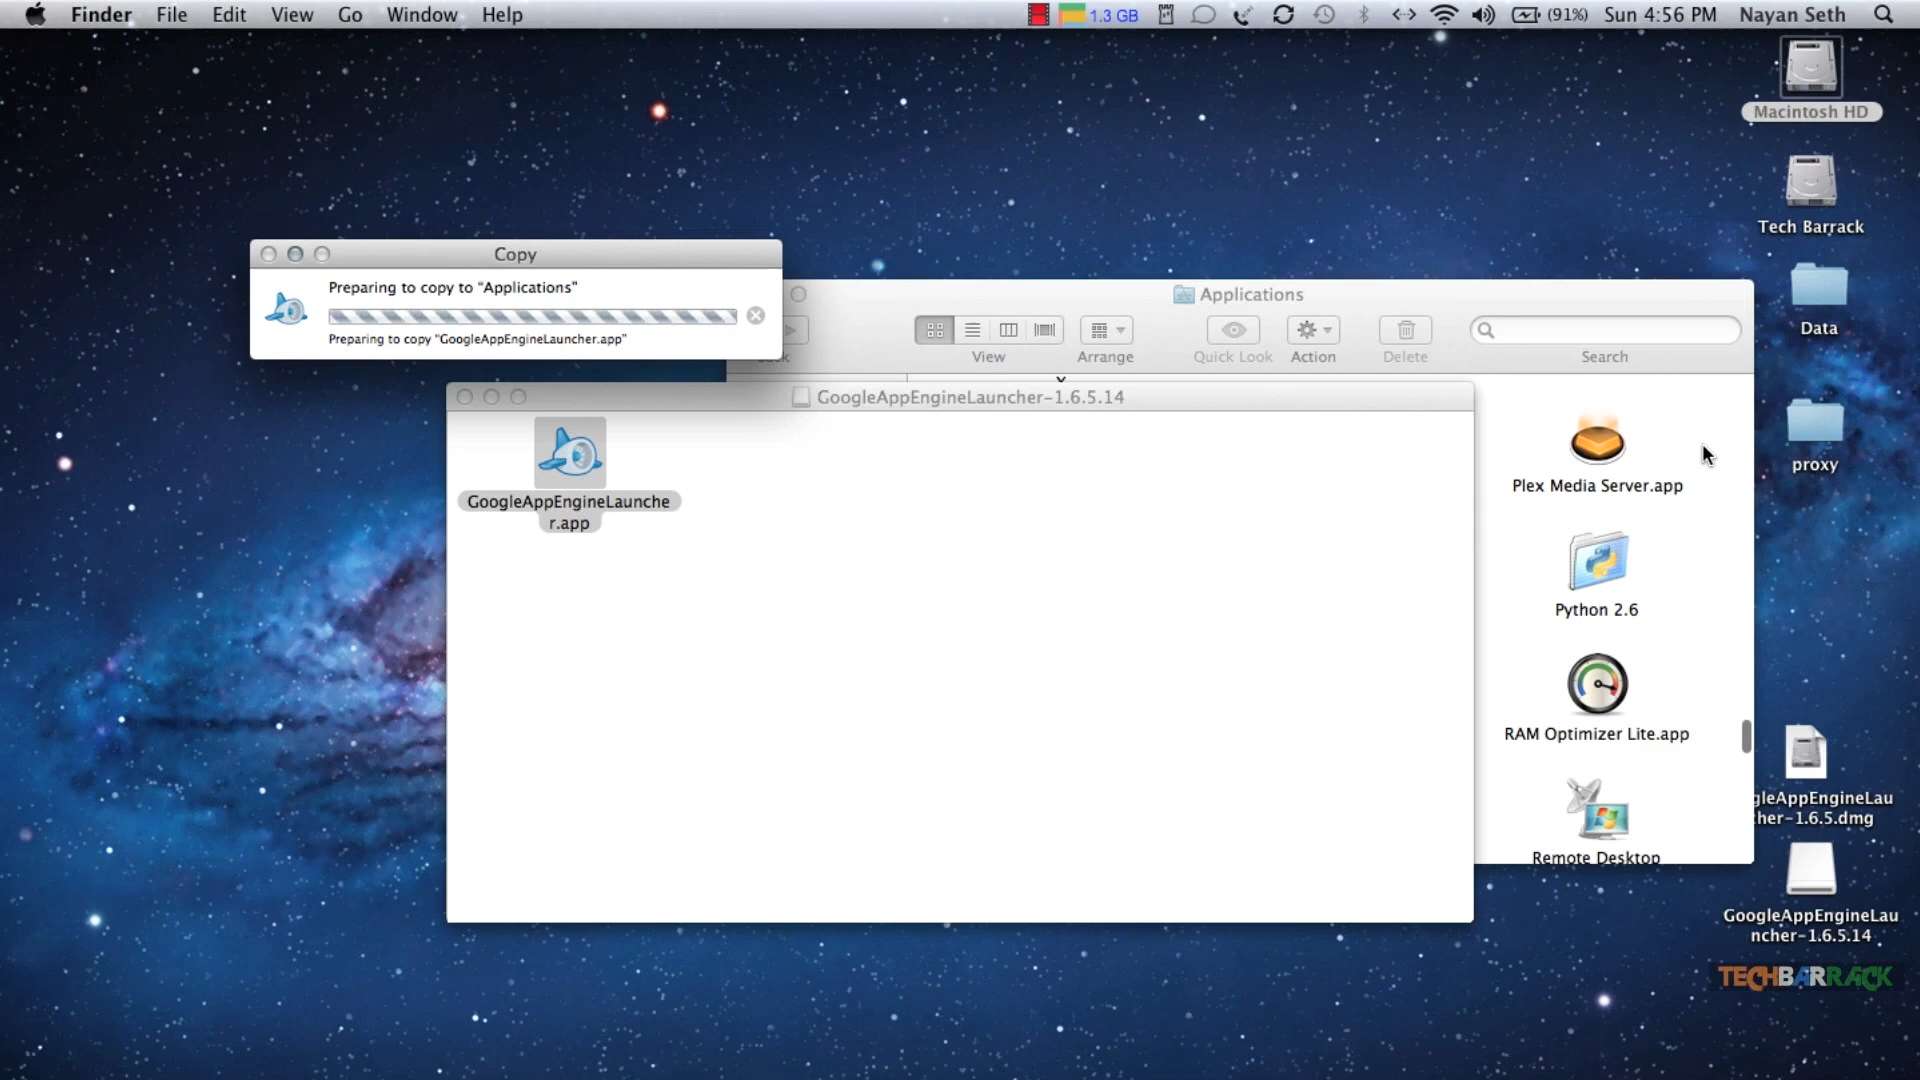 Finder File Edit View Go Window Help 1.3 GB (91%) Sun 4:56 PM Nayan Seth
Macintosh HD
Tech Barrack
Data
proxy
Copy
Preparing to copy to “Applications”
Preparing to copy “GoogleAppEngineLauncher.app”
Applications
View Arrange Quick Look Action Delete Search
GoogleAppEngineLauncher-1.6.5.14
GoogleAppEngineLaunche
r.app
Plex Media Server.app
Python 2.6
RAM Optimizer Lite.app
Remote Desktop
gleAppEngineLau
her-1.6.5.dmg
GoogleAppEngineLau
ncher-1.6.5.14
TECHBARRACK